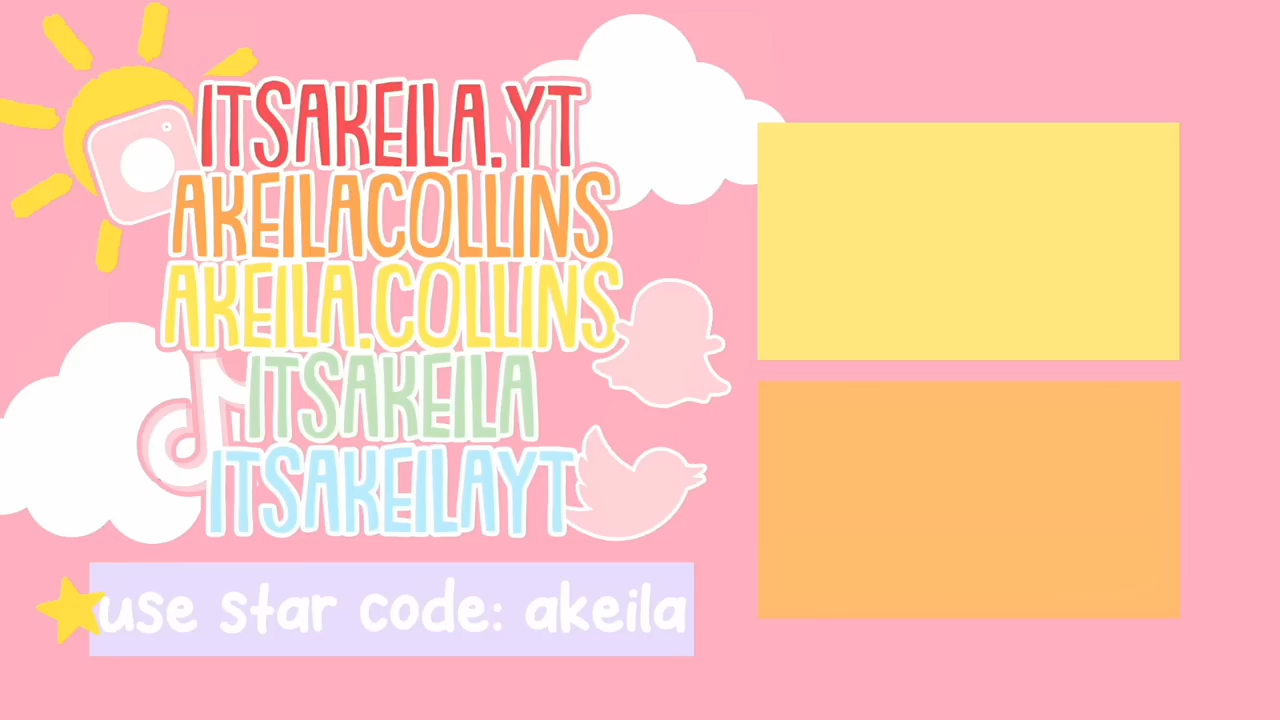 ITSAKEILA.YT
AKEILACOLLINS
AKEILA.COLLINS
ITSAKEILA
ITSAKEILAYT
use star code: akeila